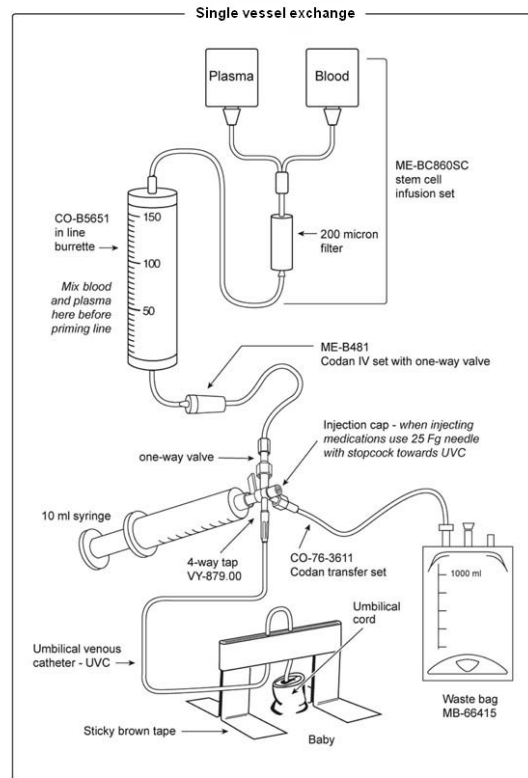 Single vessel exchange
Plasma
Blood
ME-BC860SC
stem cell
infusion set
CO-B5651
in line
burrette
150
200 micron
filter
100
Mix blood
and plasma
here before
priming line
50
ME-B481
Codan IV set with one-way valve
Injection cap - when injecting
medications use 25 Fg needle
with stopcock towards UVC
one-way valve
10 ml syringe
4-way tap
VY-879.00
CO-76-3611
Codan transfer set
1000 ml
Umbilical
cord
Umbilical venous
catheter - UVC
Waste bag
MB-66415
Sticky brown tape
Baby